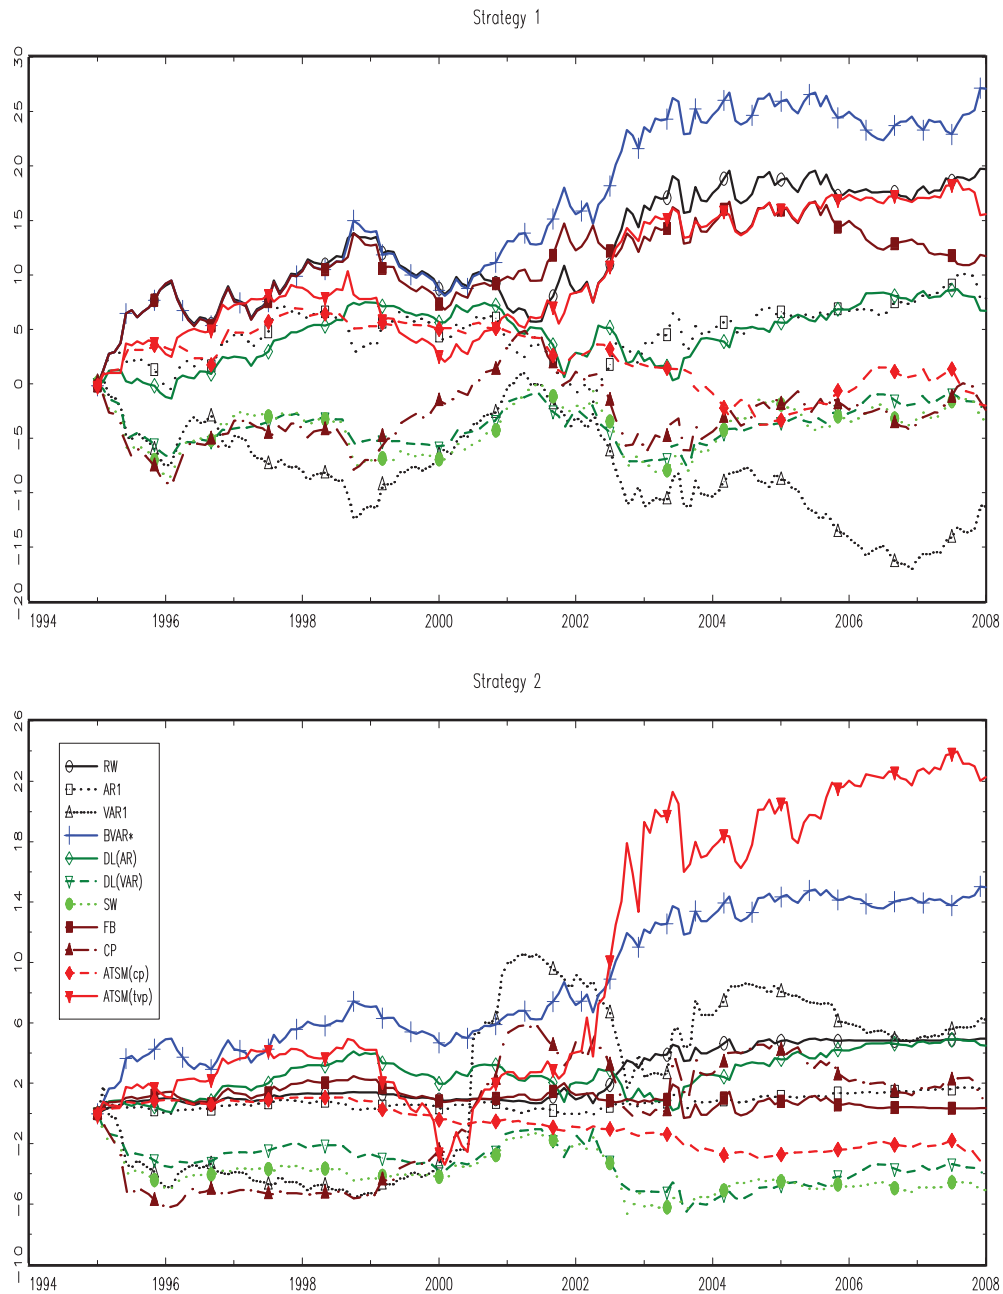 Strategy 1
30
25
20
15
10
5
0
−5
−10
−15
−20
1994 1996 1998 2000 2002 2004 2006 2008
Strategy 2
26
22
18
14
10
6
2
−2
−6
−10
RW
AR1
VAR1
BVAR*
DL(AR)
DL(VAR)
SW
FB
CP
ATSM(cp)
ATSM(tvp)
1994 1996 1998 2000 2002 2004 2006 2008